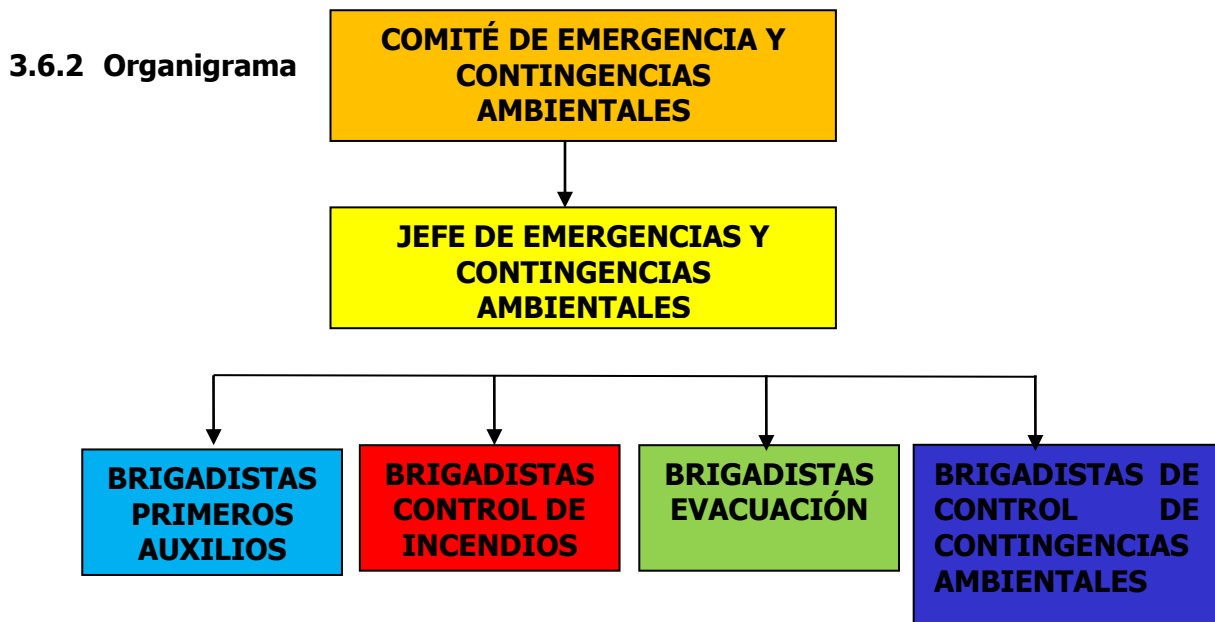 3.6.2 Organigrama
COMITÉ DE EMERGENCIA Y
CONTINGENCIAS
AMBIENTALES
JEFE DE EMERGENCIAS Y
CONTINGENCIAS
AMBIENTALES
BRIGADISTAS
PRIMEROS
AUXILIOS
BRIGADISTAS
CONTROL DE
INCENDIOS
BRIGADISTAS
EVACUACIÓN
BRIGADISTAS DE
CONTROL DE
CONTINGENCIAS
AMBIENTALES